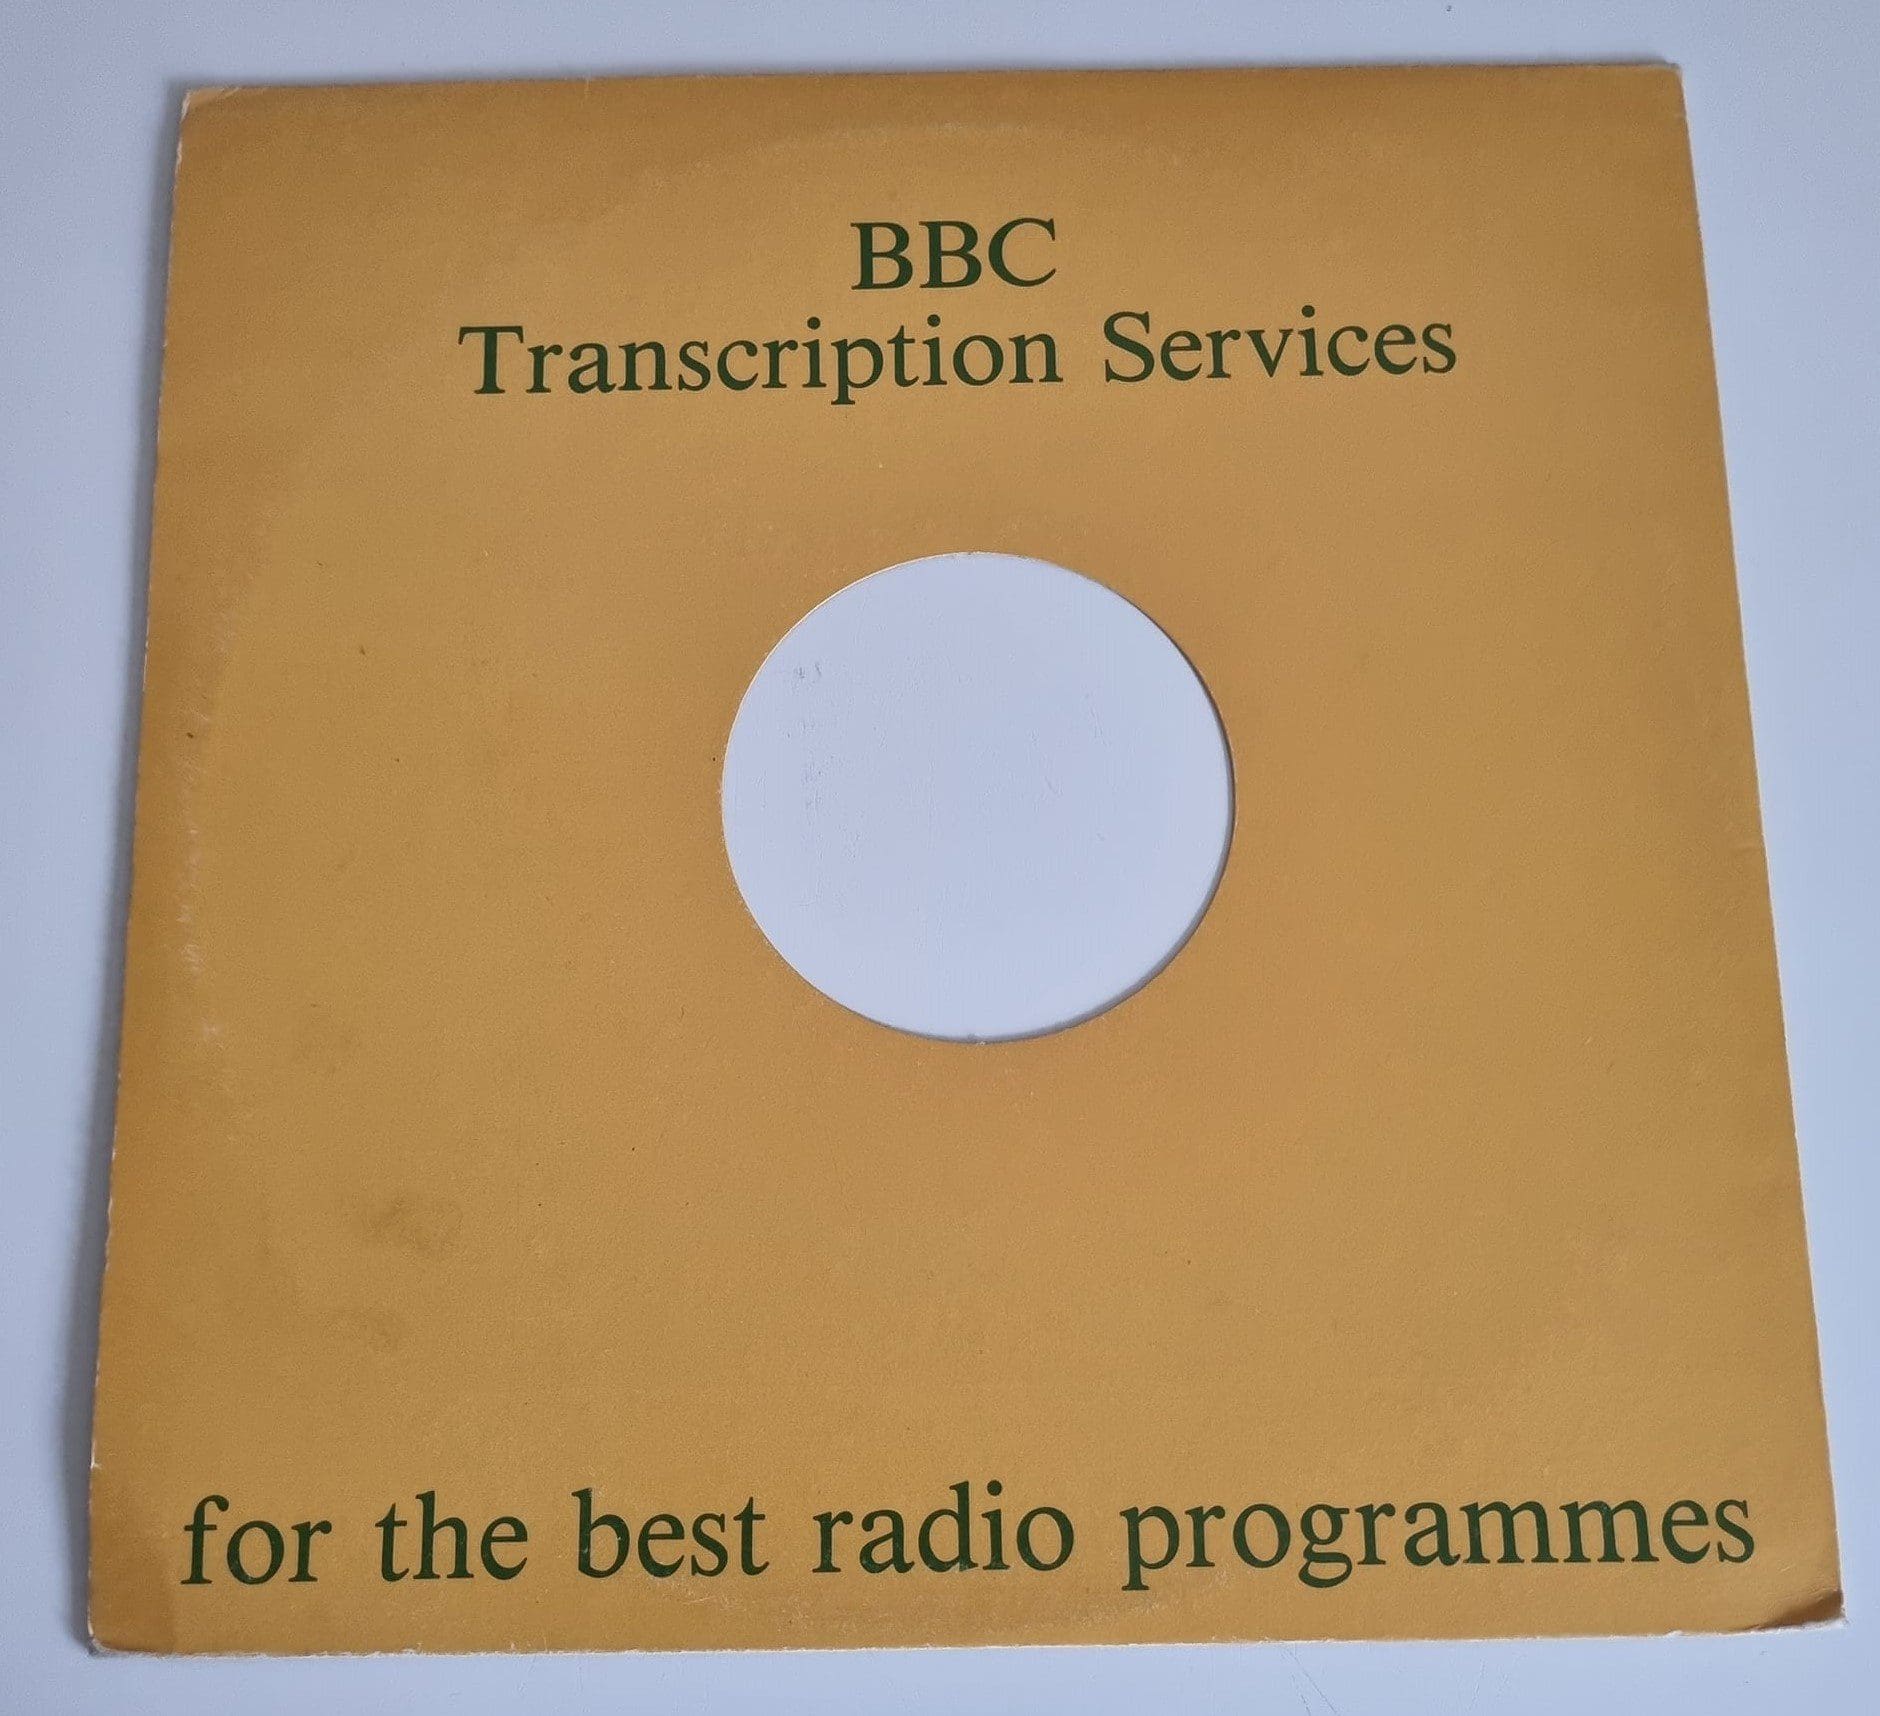 BBC
Transcription Services
for the best radio programmes